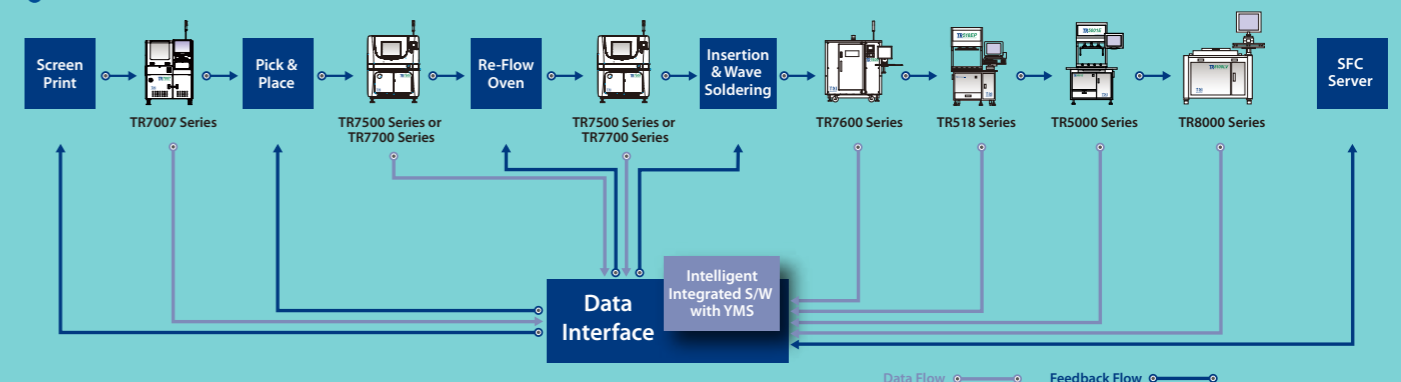 Screen
Print
Pick &
Place
Re-Flow
Oven
Insertion
& Wave
Soldering
SFC
Server
TR7007 Series
TR7500 Series or
TR7700 Series
TR7500 Series or
TR7700 Series
TR7600 Series
TR518 Series
TR5000 Series
TR8000 Series
Data
Interface
Intelligent
Integrated S/W
with YMS
Data Flow
Feedback Flow